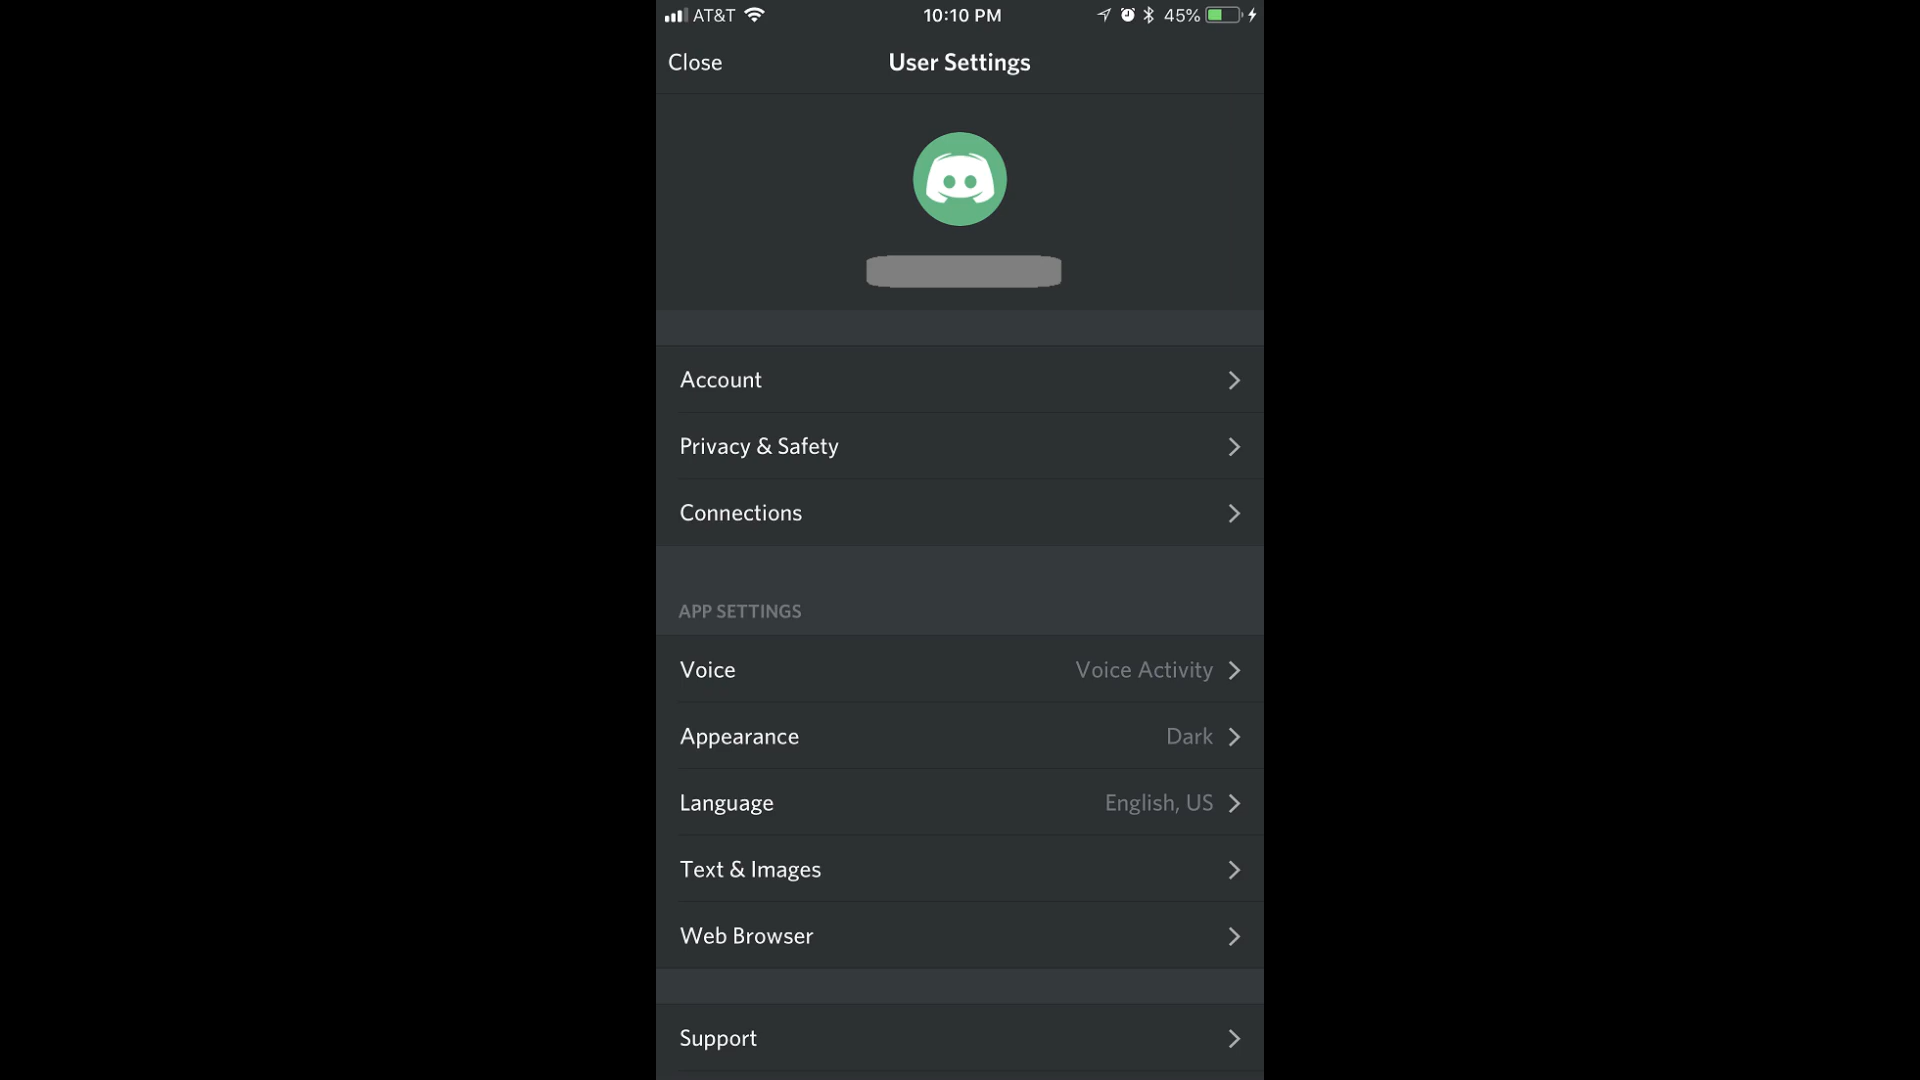 AT&T 10:10 PM 45%
Close User Settings
Account
Privacy & Safety
Connections
APP SETTINGS
Voice Voice Activity
Appearance Dark
Language English, US
Text & Images
Web Browser
Support